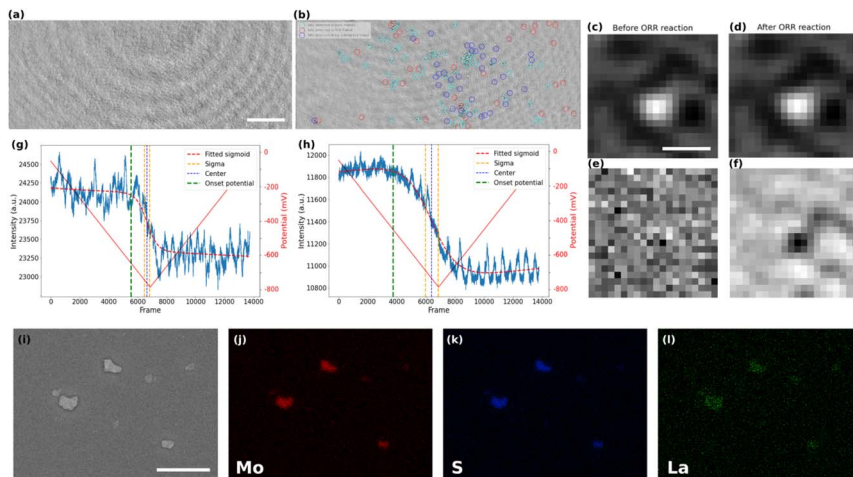 (a)
(b)
(c)
Before ORR reaction
(d)
After ORR reaction
(g)
Fitted sigmoid
Sigma
Center
Onset potential
24500
24250
24000
23750
23500
23250
23000
Intensity (a.u.)
0
-200
-400
-600
-800
Potential (mV)
0 2000 4000 6000 8000 10000 12000 14000
Frame
(h)
Fitted sigmoid
Sigma
Center
Onset potential
12000
11800
11600
11400
11200
11000
10800
Intensity (a.u.)
0
-200
-400
-600
-800
Potential (mV)
0 2000 4000 6000 8000 10000 12000 14000
Frame
(e)
(f)
(i)
(j)
Mo
(k)
S
(l)
La